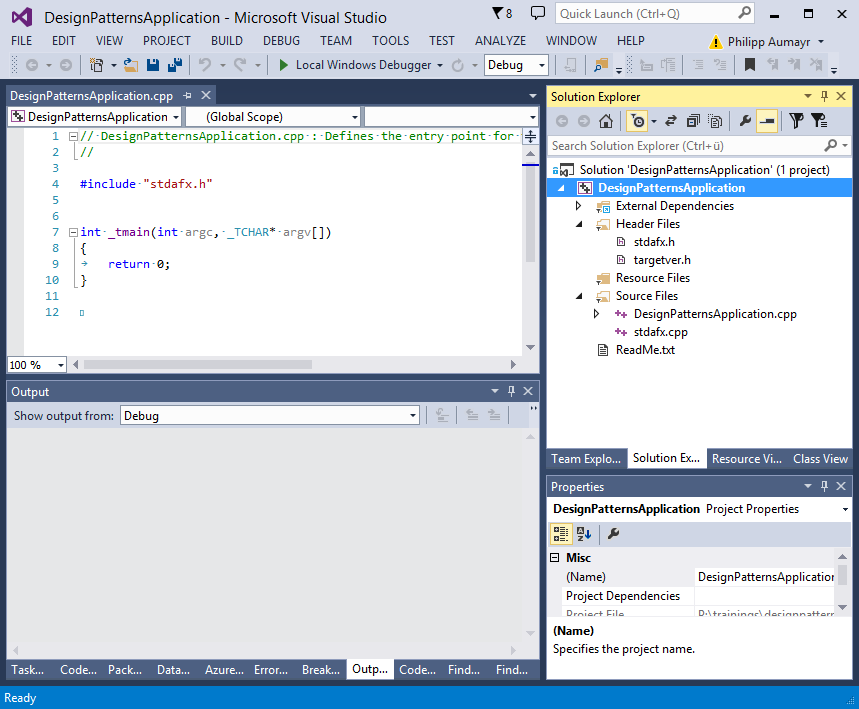 DesignPatternsApplication - Microsoft Visual Studio
8
Quick Launch (Ctrl+Q)
FILE EDIT VIEW PROJECT BUILD DEBUG TEAM TOOLS TEST ANALYZE WINDOW HELP
Philipp Aumayr
Local Windows Debugger
Debug
DesignPatternsApplication.cpp
DesignPatternsApplication
(Global Scope)
1 // DesignPatternsApplication.cpp : Defines the entry point for
2 //
3
4 #include "stdafx.h"
5
6
7 int _tmain(int argc, _TCHAR* argv[])
8 {
9 return 0;
10 }
11
12
100 %
Output
Show output from: Debug
Task... Code... Pack... Data... Azure... Error... Break... Outp... Code... Find... Find...
Solution Explorer
Search Solution Explorer (Ctrl+ü)
Solution 'DesignPatternsApplication' (1 project)
DesignPatternsApplication
External Dependencies
Header Files
stdafx.h
targetver.h
Resource Files
Source Files
DesignPatternsApplication.cpp
stdafx.cpp
ReadMe.txt
Team Explo... Solution Ex... Resource Vi... Class View
Properties
DesignPatternsApplication Project Properties
Misc
(Name) DesignPatternsApplication
Project Dependencies
Project File P:\trainings\designpattern
(Name)
Specifies the project name.
Ready